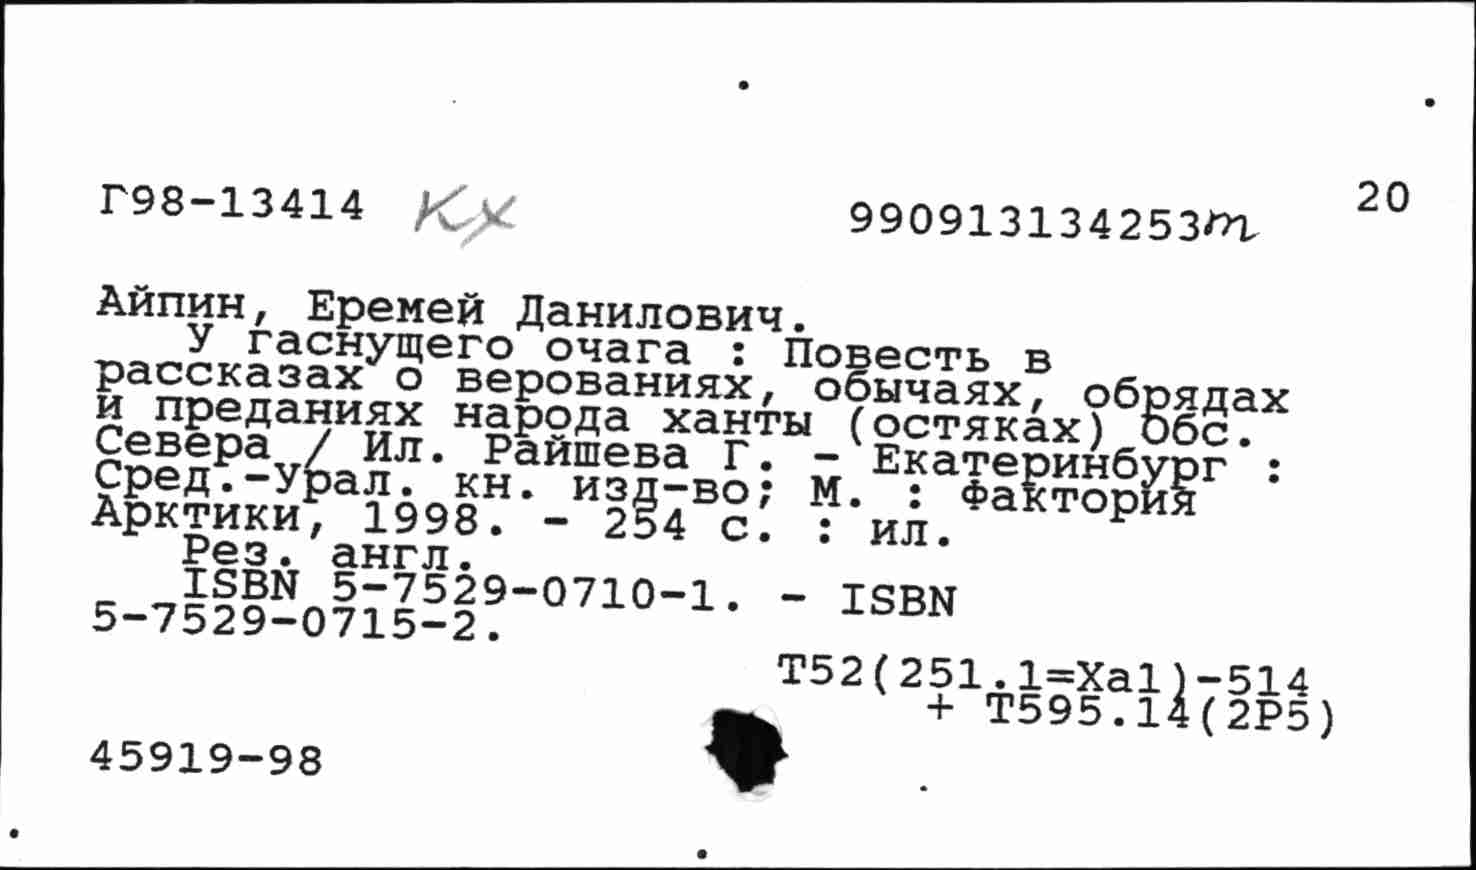 Г98-13414 Кх 990913134253m 20
Айпин, Еремей Данилович.
У гаснущего очага : Повесть в
рассказах о верованиях, обычаях, обрядах
и преданиях народа ханты (остяках) Обс.
Севера / Ил. Райшева Г. - Екатеринбург :
Сред.-Урал. кн. изд-во; М. : Фактория
Арктики, 1998. - 254 с. : ил.
Рез. англ.
ISBN 5-7529-0710-1. - ISBN
5-7529-0715-2.
Т52(251.1=Ха1)-514
+ Т595.14(2Р5)
45919-98